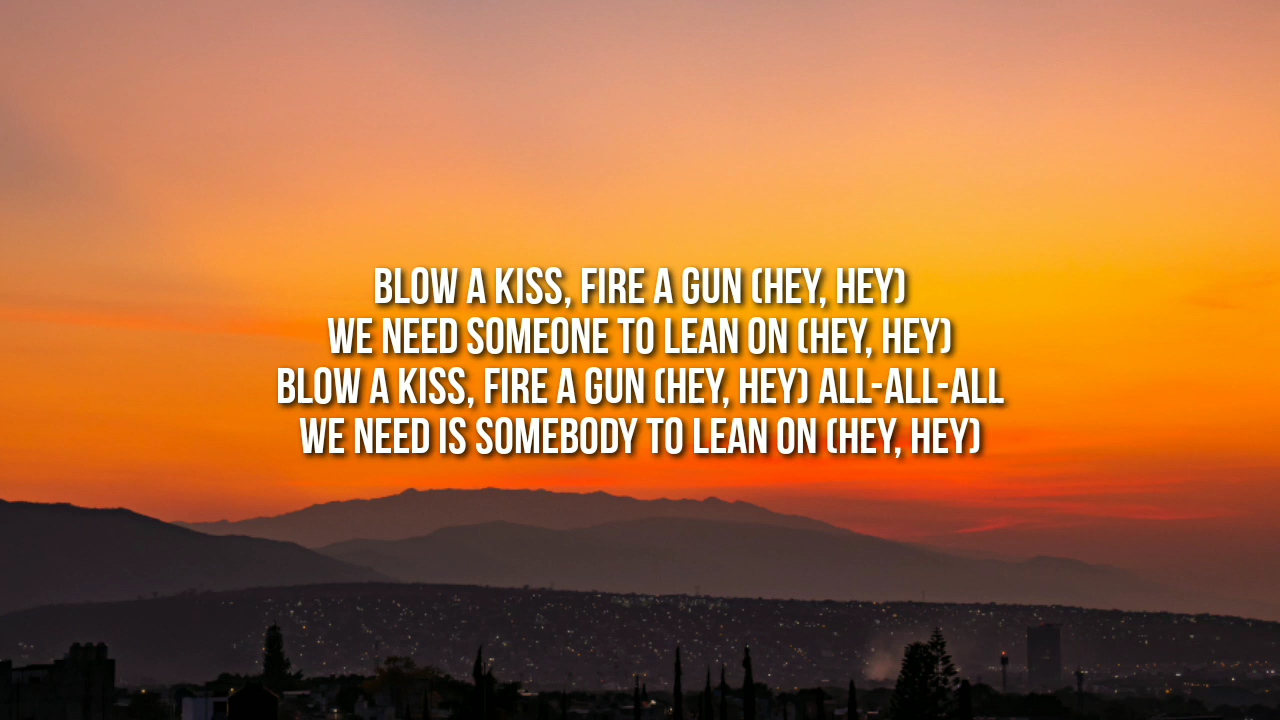 BLOW A KISS, FIRE A GUN (HEY, HEY)
WE NEED SOMEONE TO LEAN ON (HEY, HEY)
BLOW A KISS, FIRE A GUN (HEY, HEY) ALL-ALL-ALL
WE NEED IS SOMEBODY TO LEAN ON (HEY, HEY)